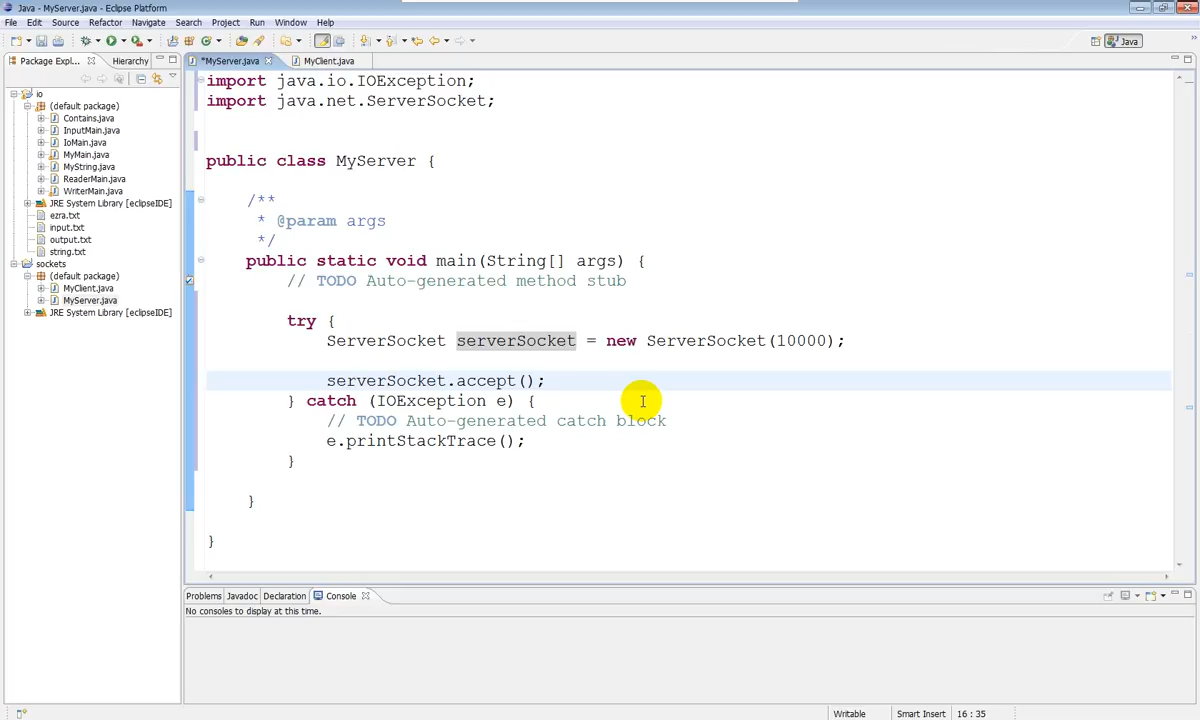 Java - MyServer.java - Eclipse Platform
File Edit Source Refactor Navigate Search Project Run Window Help
Java
Package Expl... Hierarchy
*MyServer.java MyClient.java
io
(default package)
Contains.java
InputMain.java
IoMain.java
MyMain.java
MyString.java
ReaderMain.java
WriterMain.java
JRE System Library [eclipseIDE]
ezra.txt
input.txt
output.txt
string.txt
sockets
(default package)
MyClient.java
MyServer.java
JRE System Library [eclipseIDE]
import java.io.IOException;
import java.net.ServerSocket;
public class MyServer {
/**
* @param args
*/
public static void main(String[] args) {
// TODO Auto-generated method stub
try {
ServerSocket serverSocket = new ServerSocket(10000);
serverSocket.accept();
} catch (IOException e) {
// TODO Auto-generated catch block
e.printStackTrace();
}
}
}
Problems Javadoc Declaration Console
No consoles to display at this time.
Writable Smart Insert 16 : 35